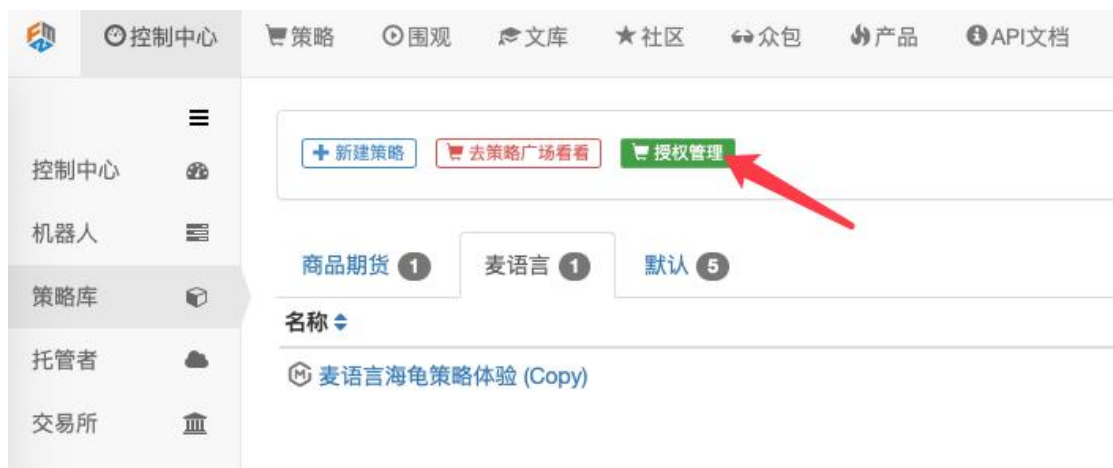 控制中心 策略 围观 文库 社区 众包 产品 API文档
控制中心
机器人
策略库
托管者
交易所
新建策略 去策略广场看看 授权管理
商品期货 1 麦语言 1 默认 5
名称
麦语言海龟策略体验 (Copy)